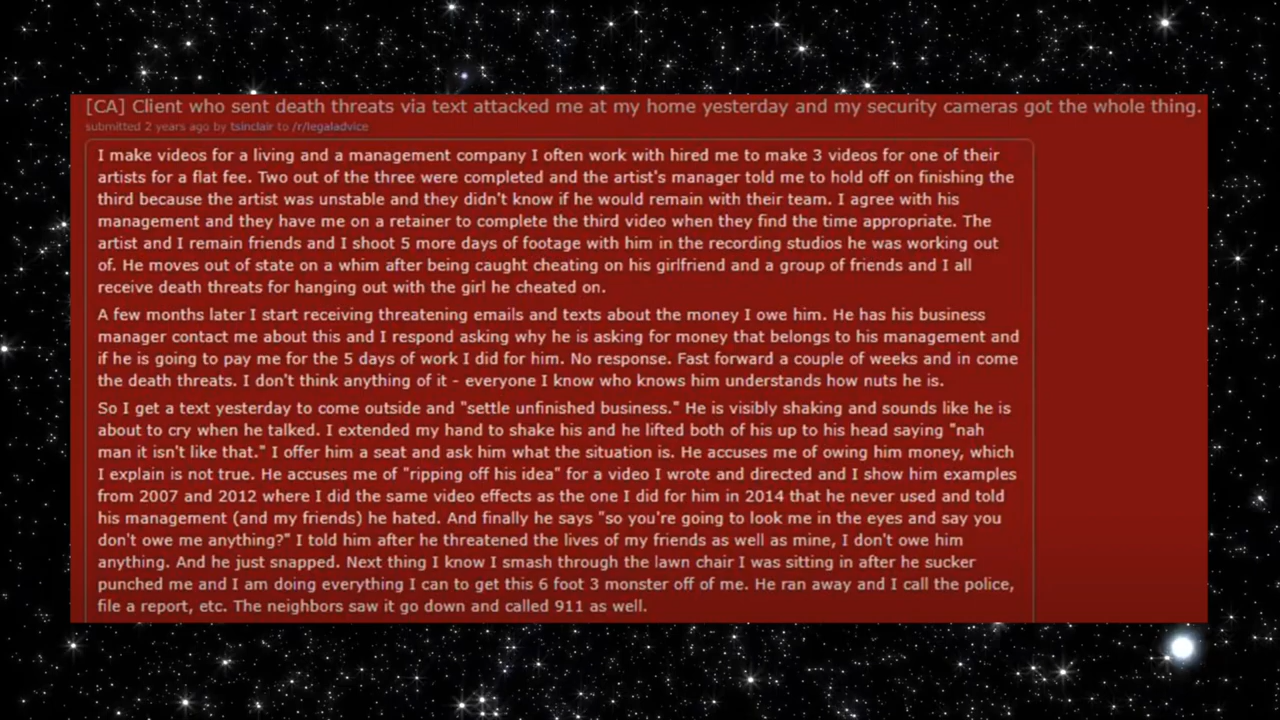 [CA] Client who sent death threats via text attacked me at my home yesterday and my security cameras got the whole thing.
submitted 2 years ago by tsinclair to /r/legaladvice
I make videos for a living and a management company I often work with hired me to make 3 videos for one of their
artists for a flat fee. Two out of the three were completed and the artist's manager told me to hold off on finishing the
third because the artist was unstable and they didn't know if he would remain with their team. I agree with his
management and they have me on a retainer to complete the third video when they find the time appropriate. The
artist and I remain friends and I shoot 5 more days of footage with him in the recording studios he was working out
of. He moves out of state on a whim after being caught cheating on his girlfriend and a group of friends and I all
receive death threats for hanging out with the girl he cheated on.
A few months later I start receiving threatening emails and texts about the money I owe him. He has his business
manager contact me about this and I respond asking why he is asking for money that belongs to his management and
if he is going to pay me for the 5 days of work I did for him. No response. Fast forward a couple of weeks and in come
the death threats. I don't think anything of it - everyone I know who knows him understands how nuts he is.
So I get a text yesterday to come outside and "settle unfinished business." He is visibly shaking and sounds like he is
about to cry when he talked. I extended my hand to shake his and he lifted both of his up to his head saying "nah
man it isn't like that." I offer him a seat and ask him what the situation is. He accuses me of owing him money, which
I explain is not true. He accuses me of "ripping off his idea" for a video I wrote and directed and I show him examples
from 2007 and 2012 where I did the same video effects as the one I did for him in 2014 that he never used and told
his management (and my friends) he hated. And finally he says "so you're going to look me in the eyes and say you
don't owe me anything?" I told him after he threatened the lives of my friends as well as mine, I don't owe him
anything. And he just snapped. Next thing I know I smash through the lawn chair I was sitting in after he sucker
punched me and I am doing everything I can to get this 6 foot 3 monster off of me. He ran away and I call the police,
file a report, etc. The neighbors saw it go down and called 911 as well.